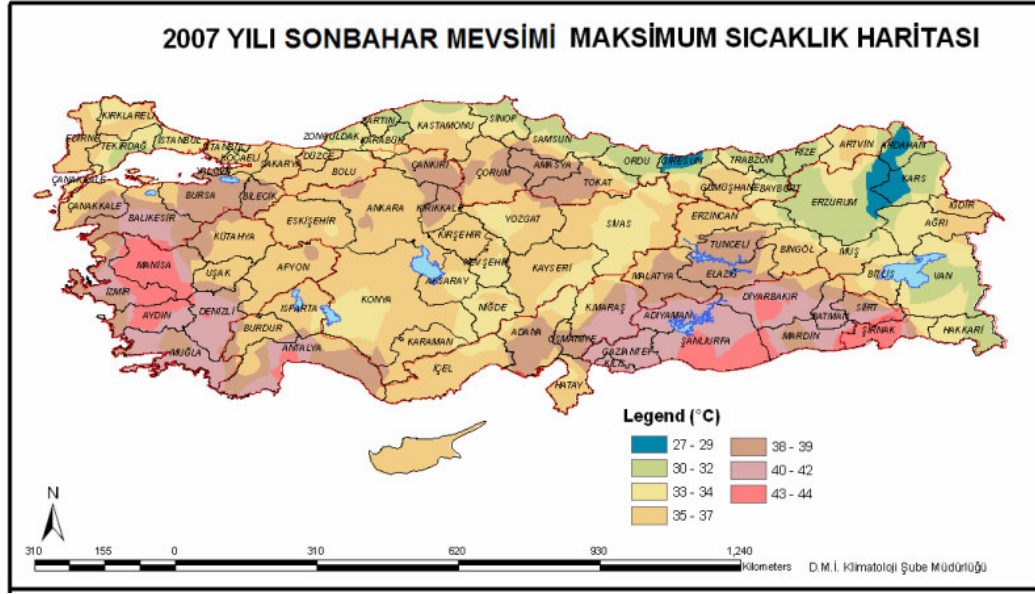 2007 YILI SONBAHAR MEVSİMİ MAKSİMUM SICAKLIK HARİTASI
KIRKLARELİ
EDİRNE
TEKİRDAĞ
İSTANBUL
İSTANBUL
KOCAELİ
YALOVA
SAKARYA
DÜZCE
ZONGULDAK
BARTIN
KARABÜK
KASTAMONU
SİNOP
SAMSUN
ORDU
GİRESUN
TRABZON
RİZE
ARTVİN
ARDAHAN
KARS
ÇANAKKALE
ÇANAKKALE
BALIKESİR
BURSA
BİLECİK
BOLU
ÇANKIRI
ÇORUM
AMASYA
TOKAT
GÜMÜŞHANE
BAYBURT
ERZURUM
IĞDIR
AĞRI
KÜTAHYA
ESKİŞEHİR
ANKARA
KIRIKKALE
YOZGAT
SİVAS
ERZİNCAN
TUNCELİ
BİNGÖL
MUŞ
MANİSA
UŞAK
AFYON
KIRŞEHİR
NEVŞEHİR
KAYSERİ
MALATYA
ELAZIĞ
BİTLİS
VAN
İZMİR
AYDIN
DENİZLİ
ISPARTA
KONYA
AKSARAY
NİĞDE
K.MARAŞ
ADIYAMAN
DİYARBAKIR
BATMAN
SİİRT
ŞIRNAK
HAKKARİ
MUĞLA
BURDUR
ANTALYA
KARAMAN
İÇEL
ADANA
OSMANİYE
GAZİANTEP
KİLİS
ŞANLIURFA
MARDİN
HATAY
Legend (°C)
27 - 29
30 - 32
33 - 34
35 - 37
38 - 39
40 - 42
43 - 44
N
310 155 0 310 620 930 1,240
Kilometers
D.M.İ. Klimatoloji Şube Müdürlüğü